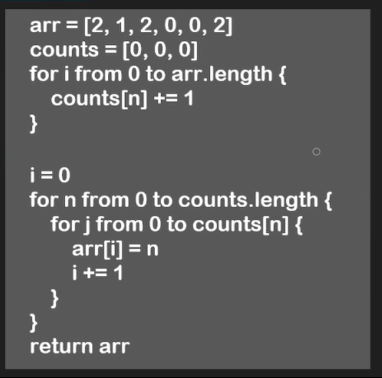 arr = [2, 1, 2, 0, 0, 2]
counts = [0, 0, 0]
for i from 0 to arr.length {
    counts[n] += 1
}

i = 0
for n from 0 to counts.length {
    for j from 0 to counts[n] {
        arr[i] = n
        i += 1
    }
}
return arr